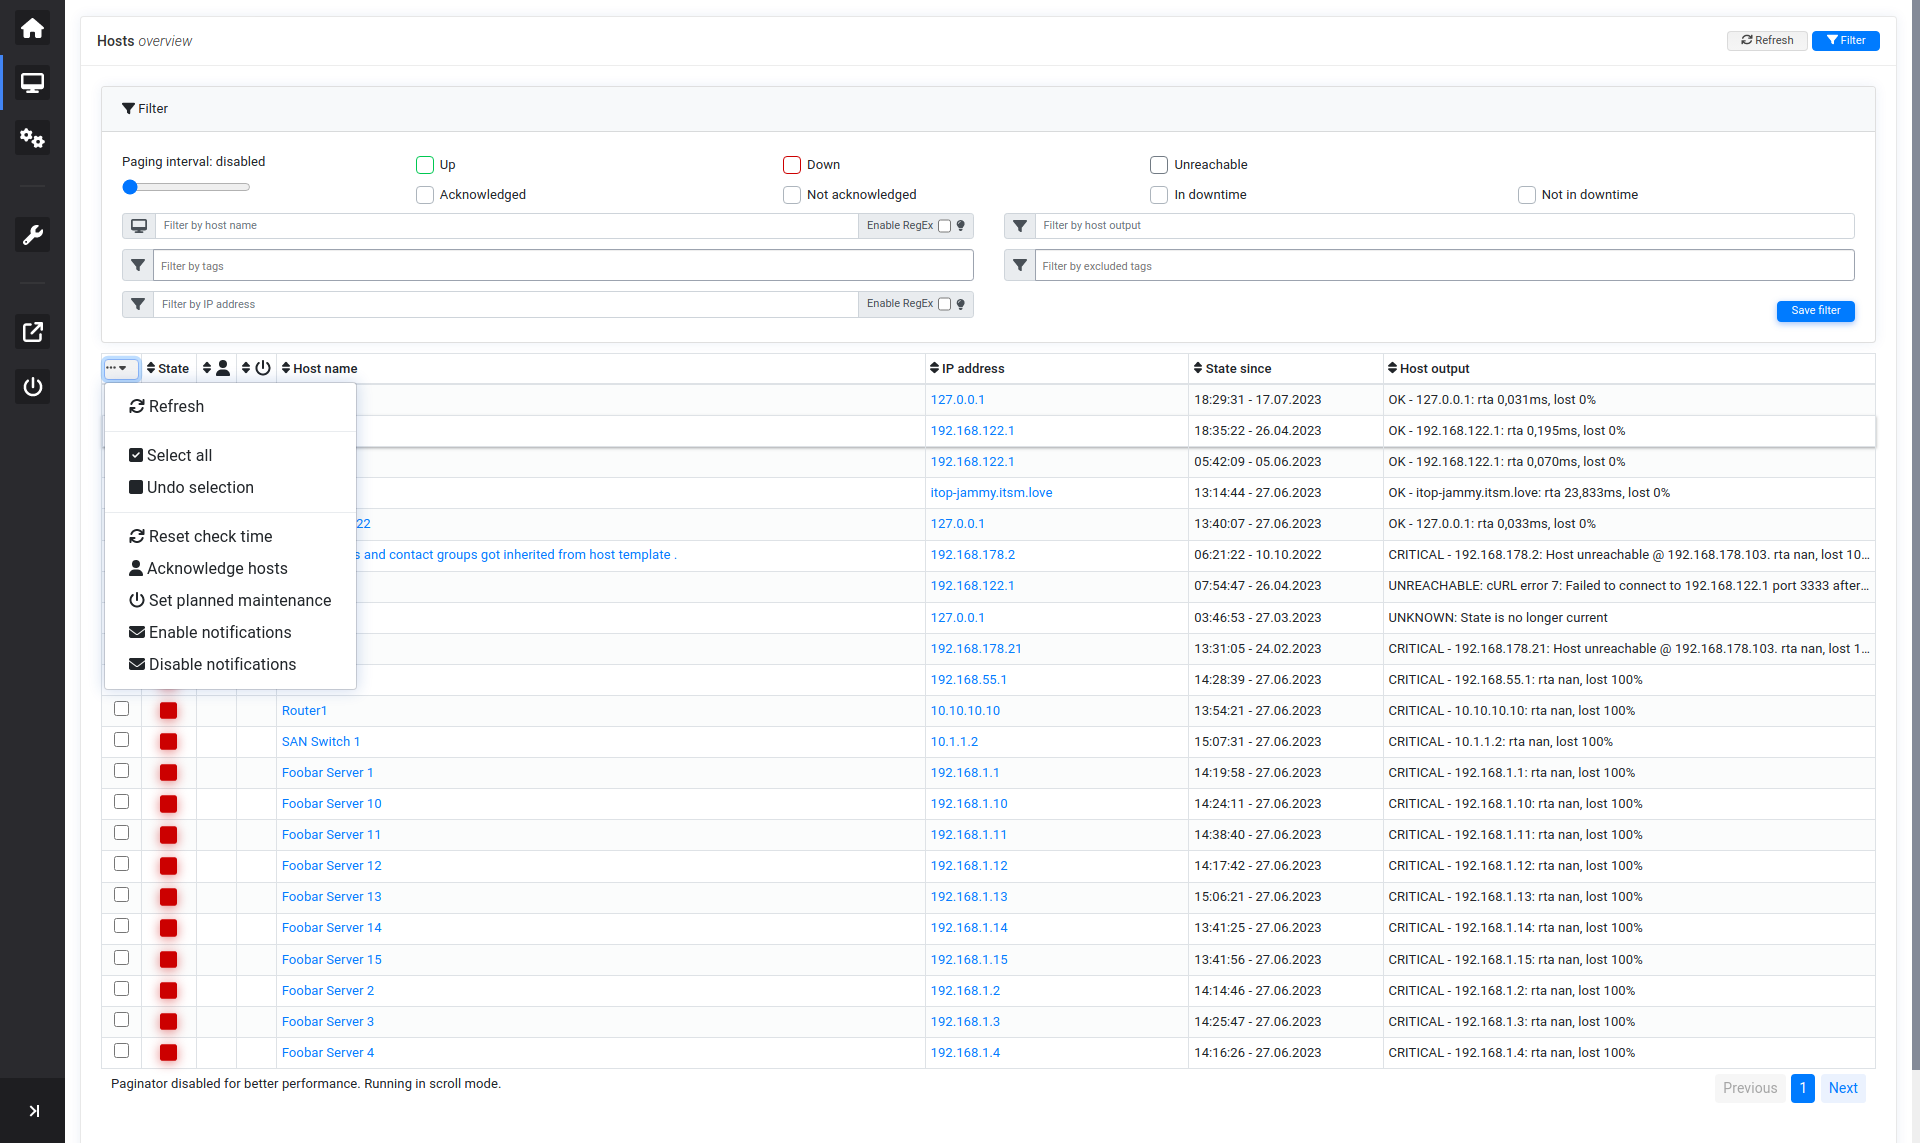 Hosts overview
Refresh
Filter
Filter
Paging interval: disabled
Up
Down
Unreachable
Acknowledged
Not acknowledged
In downtime
Not in downtime
Filter by host name
Enable RegEx
Filter by host output
Filter by tags
Filter by excluded tags
Filter by IP address
Enable RegEx
Save filter
State
Host name
IP address
State since
Host output
Refresh
Select all
Undo selection
Reset check time
Acknowledge hosts
Set planned maintenance
Enable notifications
Disable notifications
127.0.0.1 18:29:31 - 17.07.2023 OK - 127.0.0.1: rta 0,031ms, lost 0%
192.168.122.1 18:35:22 - 26.04.2023 OK - 192.168.122.1: rta 0,195ms, lost 0%
192.168.122.1 05:42:09 - 05.06.2023 OK - 192.168.122.1: rta 0,070ms, lost 0%
itop-jammy.itsm.love 13:14:44 - 27.06.2023 OK - itop-jammy.itsm.love: rta 23,833ms, lost 0%
22 127.0.0.1 13:40:07 - 27.06.2023 OK - 127.0.0.1: rta 0,033ms, lost 0%
s and contact groups got inherited from host template . 192.168.178.2 06:21:22 - 10.10.2022 CRITICAL - 192.168.178.2: Host unreachable @ 192.168.178.103. rta nan, lost 10...
192.168.122.1 07:54:47 - 26.04.2023 UNREACHABLE: cURL error 7: Failed to connect to 192.168.122.1 port 3333 after...
127.0.0.1 03:46:53 - 27.03.2023 UNKNOWN: State is no longer current
192.168.178.21 13:31:05 - 24.02.2023 CRITICAL - 192.168.178.21: Host unreachable @ 192.168.178.103. rta nan, lost 1...
192.168.55.1 14:28:39 - 27.06.2023 CRITICAL - 192.168.55.1: rta nan, lost 100%
Router1 10.10.10.10 13:54:21 - 27.06.2023 CRITICAL - 10.10.10.10: rta nan, lost 100%
SAN Switch 1 10.1.1.2 15:07:31 - 27.06.2023 CRITICAL - 10.1.1.2: rta nan, lost 100%
Foobar Server 1 192.168.1.1 14:19:58 - 27.06.2023 CRITICAL - 192.168.1.1: rta nan, lost 100%
Foobar Server 10 192.168.1.10 14:24:11 - 27.06.2023 CRITICAL - 192.168.1.10: rta nan, lost 100%
Foobar Server 11 192.168.1.11 14:38:40 - 27.06.2023 CRITICAL - 192.168.1.11: rta nan, lost 100%
Foobar Server 12 192.168.1.12 14:17:42 - 27.06.2023 CRITICAL - 192.168.1.12: rta nan, lost 100%
Foobar Server 13 192.168.1.13 15:06:21 - 27.06.2023 CRITICAL - 192.168.1.13: rta nan, lost 100%
Foobar Server 14 192.168.1.14 13:41:25 - 27.06.2023 CRITICAL - 192.168.1.14: rta nan, lost 100%
Foobar Server 15 192.168.1.15 13:41:56 - 27.06.2023 CRITICAL - 192.168.1.15: rta nan, lost 100%
Foobar Server 2 192.168.1.2 14:14:46 - 27.06.2023 CRITICAL - 192.168.1.2: rta nan, lost 100%
Foobar Server 3 192.168.1.3 14:25:47 - 27.06.2023 CRITICAL - 192.168.1.3: rta nan, lost 100%
Foobar Server 4 192.168.1.4 14:16:26 - 27.06.2023 CRITICAL - 192.168.1.4: rta nan, lost 100%
Paginator disabled for better performance. Running in scroll mode.
Previous 1 Next